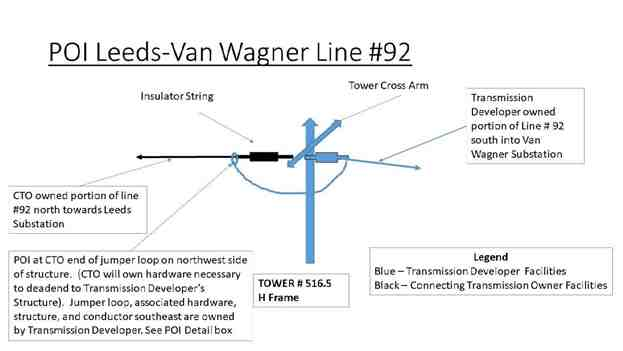 POI Leeds-Van Wagner Line #92
Tower Cross Arm
Insulator String
Transmission
Developer owned
portion of Line # 92
south into Van
Wagner Substation
CTO owned portion of line
#92 north towards Leeds
Substation
POI at CTO end of jumper loop on northwest side
of structure. (CTO will own hardware necessary
to deadend to Transmission Developer's
Structure). Jumper loop, associated hardware,
structure, and conductor southeast are owned
by Transmission Developer. See POI Detail box
TOWER # 516.5
H Frame
Legend
Blue – Transmission Developer Facilities
Black – Connecting Transmission Owner Facilities